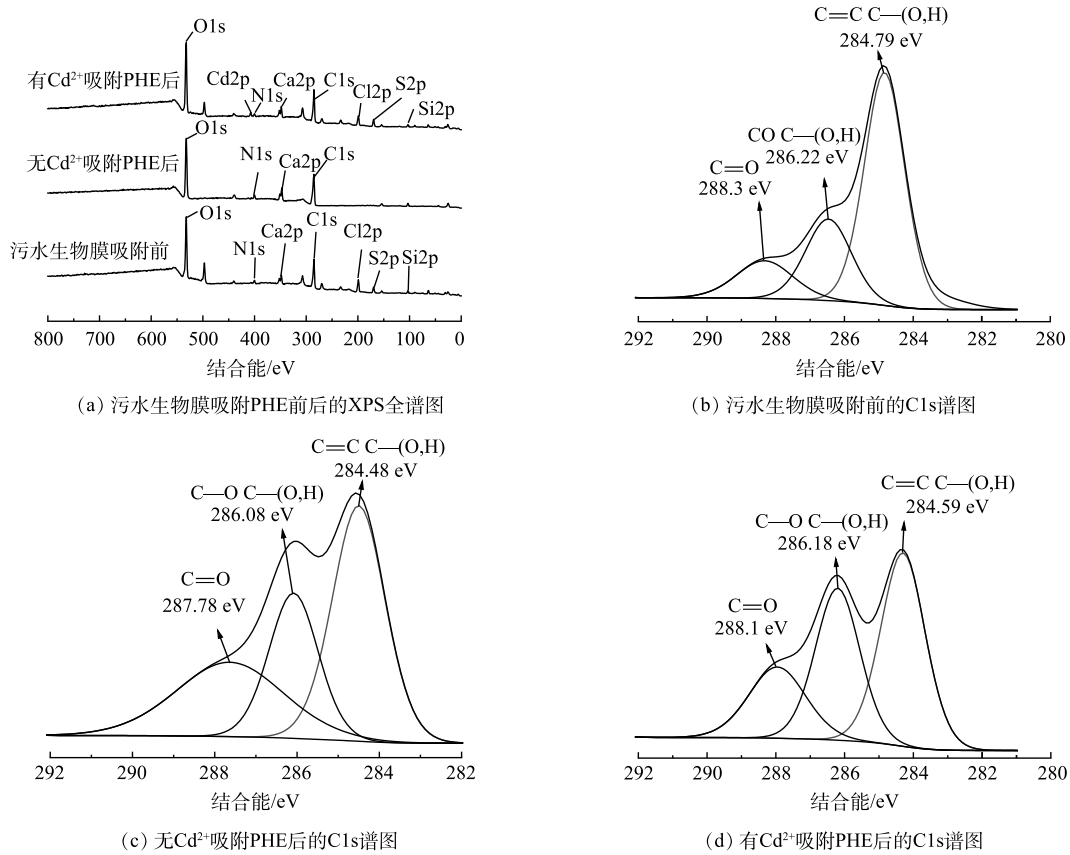 O1s
有Cd²⁺吸附PHE后
Cd2p
N1s
Ca2p
C1s
Cl2p
S2p
Si2p
O1s
无Cd²⁺吸附PHE后
N1s
Ca2p
C1s
O1s
污水生物膜吸附前
N1s
Ca2p
C1s
Cl2p
S2p
Si2p
800 700 600 500 400 300 200 100 0
结合能/eV
(a) 污水生物膜吸附PHE前后的XPS全谱图
C=C C—(O,H)
284.79 eV
CO C—(O,H)
286.22 eV
C=O
288.3 eV
292 290 288 286 284 282 280
结合能/eV
(b) 污水生物膜吸附前的C1s谱图
C=C C—(O,H)
284.48 eV
C—O C—(O,H)
286.08 eV
C=O
287.78 eV
292 290 288 286 284 282
结合能/eV
(c) 无Cd²⁺吸附PHE后的C1s谱图
C=C C—(O,H)
284.59 eV
C—O C—(O,H)
286.18 eV
C=O
288.1 eV
292 290 288 286 284 282 280
结合能/eV
(d) 有Cd²⁺吸附PHE后的C1s谱图